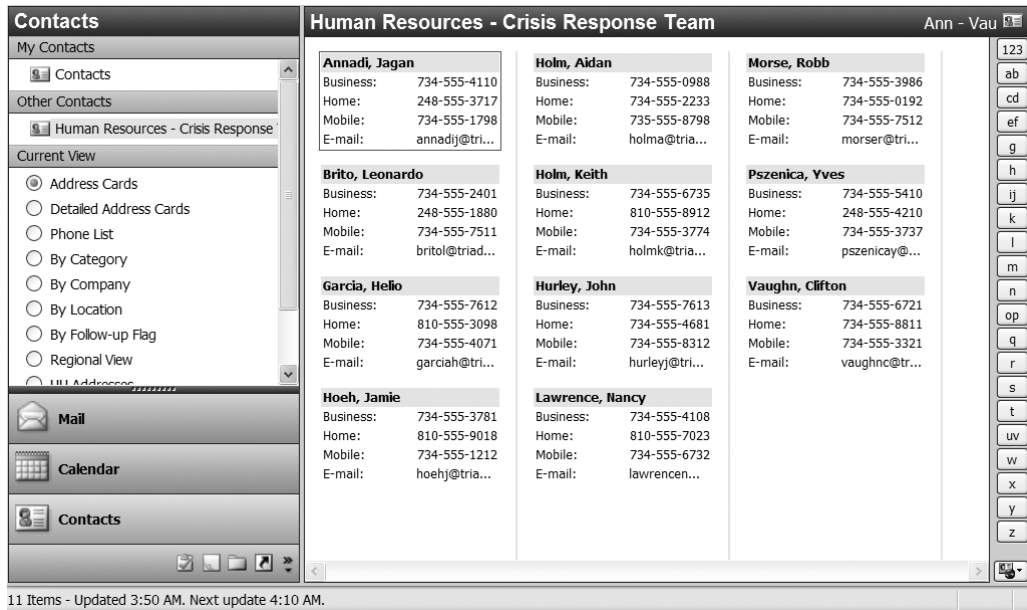 Contacts
My Contacts
Contacts
Other Contacts
Human Resources - Crisis Response
Current View
Address Cards
Detailed Address Cards
Phone List
By Category
By Company
By Location
By Follow-up Flag
Regional View
Mail
Calendar
Contacts
Human Resources - Crisis Response Team
Ann - Vau
Annadi, Jagan
Business: 734-555-4110
Home: 248-555-3717
Mobile: 734-555-1798
E-mail: annadij@tria...
Brito, Leonardo
Business: 734-555-2401
Home: 248-555-1880
Mobile: 734-555-7511
E-mail: britol@triad...
Garcia, Helio
Business: 734-555-7612
Home: 810-555-3098
Mobile: 734-555-4071
E-mail: garciah@tri...
Hoeh, Jamie
Business: 734-555-3781
Home: 810-555-9018
Mobile: 734-555-1212
E-mail: hoehj@tria...
Holm, Aidan
Business: 734-555-0988
Home: 734-555-2233
Mobile: 735-555-8798
E-mail: holma@tria...
Holm, Keith
Business: 734-555-6735
Home: 810-555-8912
Mobile: 734-555-3774
E-mail: holmk@tria...
Hurley, John
Business: 734-555-7613
Home: 734-555-4681
Mobile: 734-555-8312
E-mail: hurleyj@tri...
Lawrence, Nancy
Business: 734-555-4108
Home: 810-555-7023
Mobile: 734-555-6732
E-mail: lawrencen...
Morse, Robb
Business: 734-555-3986
Home: 734-555-0192
Mobile: 734-555-7512
E-mail: morser@tri...
Pszenica, Yves
Business: 734-555-5410
Home: 248-555-4210
Mobile: 734-555-3737
E-mail: pszenicay@...
Vaughn, Clifton
Business: 734-555-6721
Home: 734-555-8811
Mobile: 734-555-3321
E-mail: vaughnc@tr...
123
ab
cd
ef
g
h
ij
k
l
m
n
op
q
r
s
t
uv
w
x
y
z
11 Items - Updated 3:50 AM. Next update 4:10 AM.